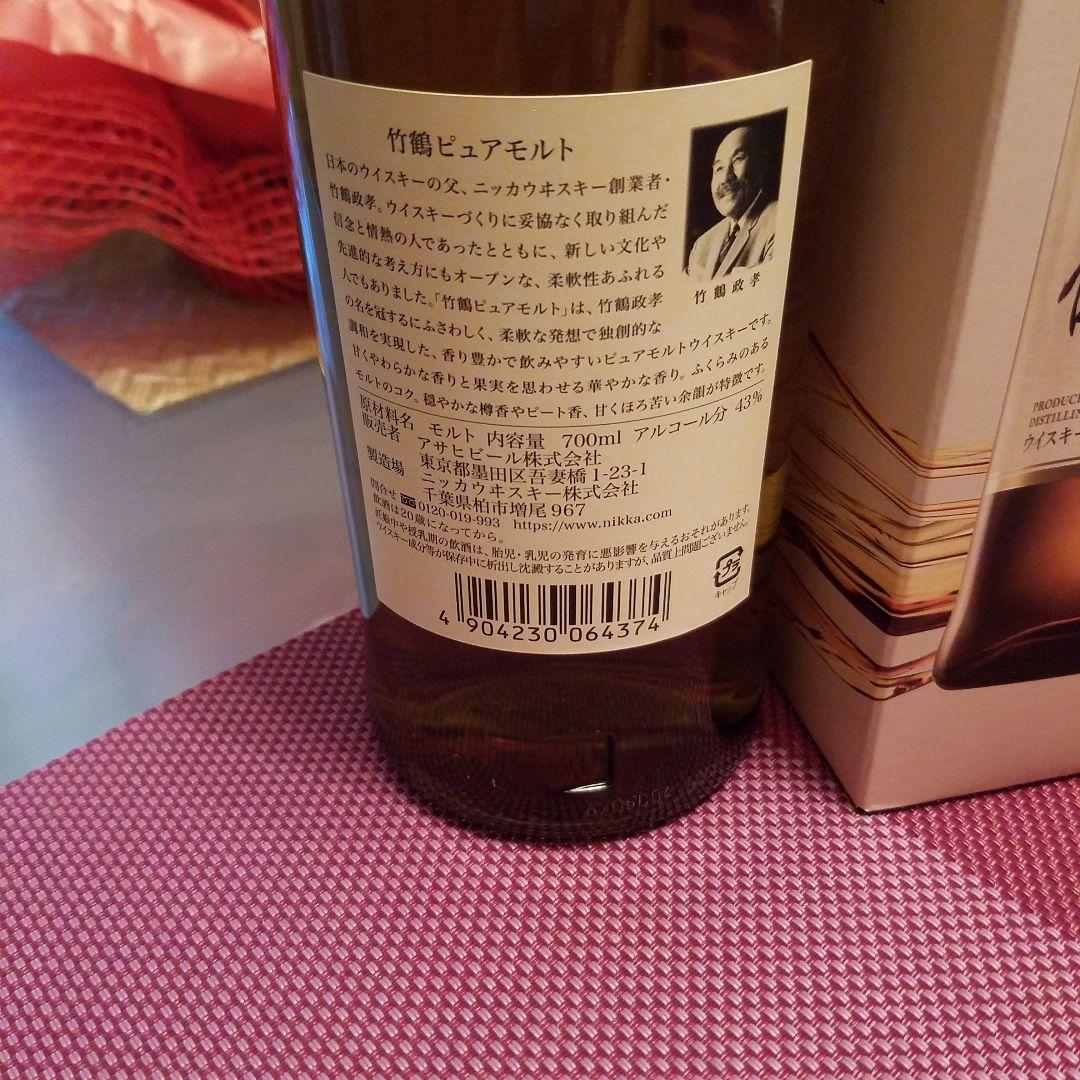 竹鶴ピュアモルト
日本のウイスキーの父、ニッカウヰスキー創業者・
竹鶴政孝。ウイスキーづくりに妥協なく取り組んだ
信念と情熱の人であったとともに、新しい文化や
先進的な考え方にもオープンな、柔軟性あふれる
人でもありました。「竹鶴ピュアモルト」は、竹鶴政孝
の名を冠するにふさわしく、柔軟な発想で独創的な
調和を実現した、香り豊かで飲みやすいピュアモルトウイスキーです。
甘くやわらかな香りと果実を思わせる華やかな香り。ふくらみのある
モルトのコク。穏やかな樽香やピート香、甘くほろ苦い余韻が特徴です。
竹鶴政孝
原材料名 モルト 内容量 700ml アルコール分 43%
販売者 アサヒビール株式会社
東京都墨田区吾妻橋1-23-1
製造場 ニッカウヰスキー株式会社
千葉県柏市増尾967
問合せ 0120-019-993 https://www.nikka.com
飲酒は20歳になってから。
妊娠中や授乳期の飲酒は、胎児・乳児の発育に悪影響を与えるおそれがあります。
ウイスキー成分等が保存中に析出し沈澱することがありますが、品質上問題ございません。
キャップ
4 904230 064374
PRODUCE
DISTILLIN
ウイスキー